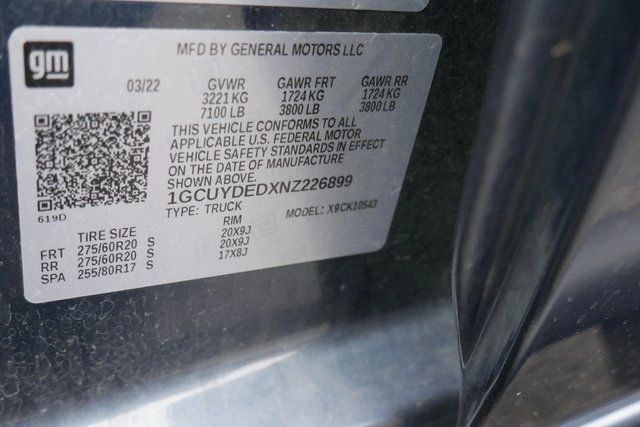 gm
MFD BY GENERAL MOTORS LLC
03/22 GVWR GAWR FRT GAWR RR
3221 KG 1724 KG 1724 KG
7100 LB 3800 LB 3800 LB
THIS VEHICLE CONFORMS TO ALL
APPLICABLE U.S. FEDERAL MOTOR
VEHICLE SAFETY STANDARDS IN EFFECT
ON THE DATE OF MANUFACTURE
SHOWN ABOVE.
1GCUYDEDXNZ226899
619D TYPE: TRUCK MODEL: X9CK10543
TIRE SIZE RIM
FRT 275/60R20 S 20X9J
RR 275/60R20 S 20X9J
SPA 255/80R17 S 17X8J